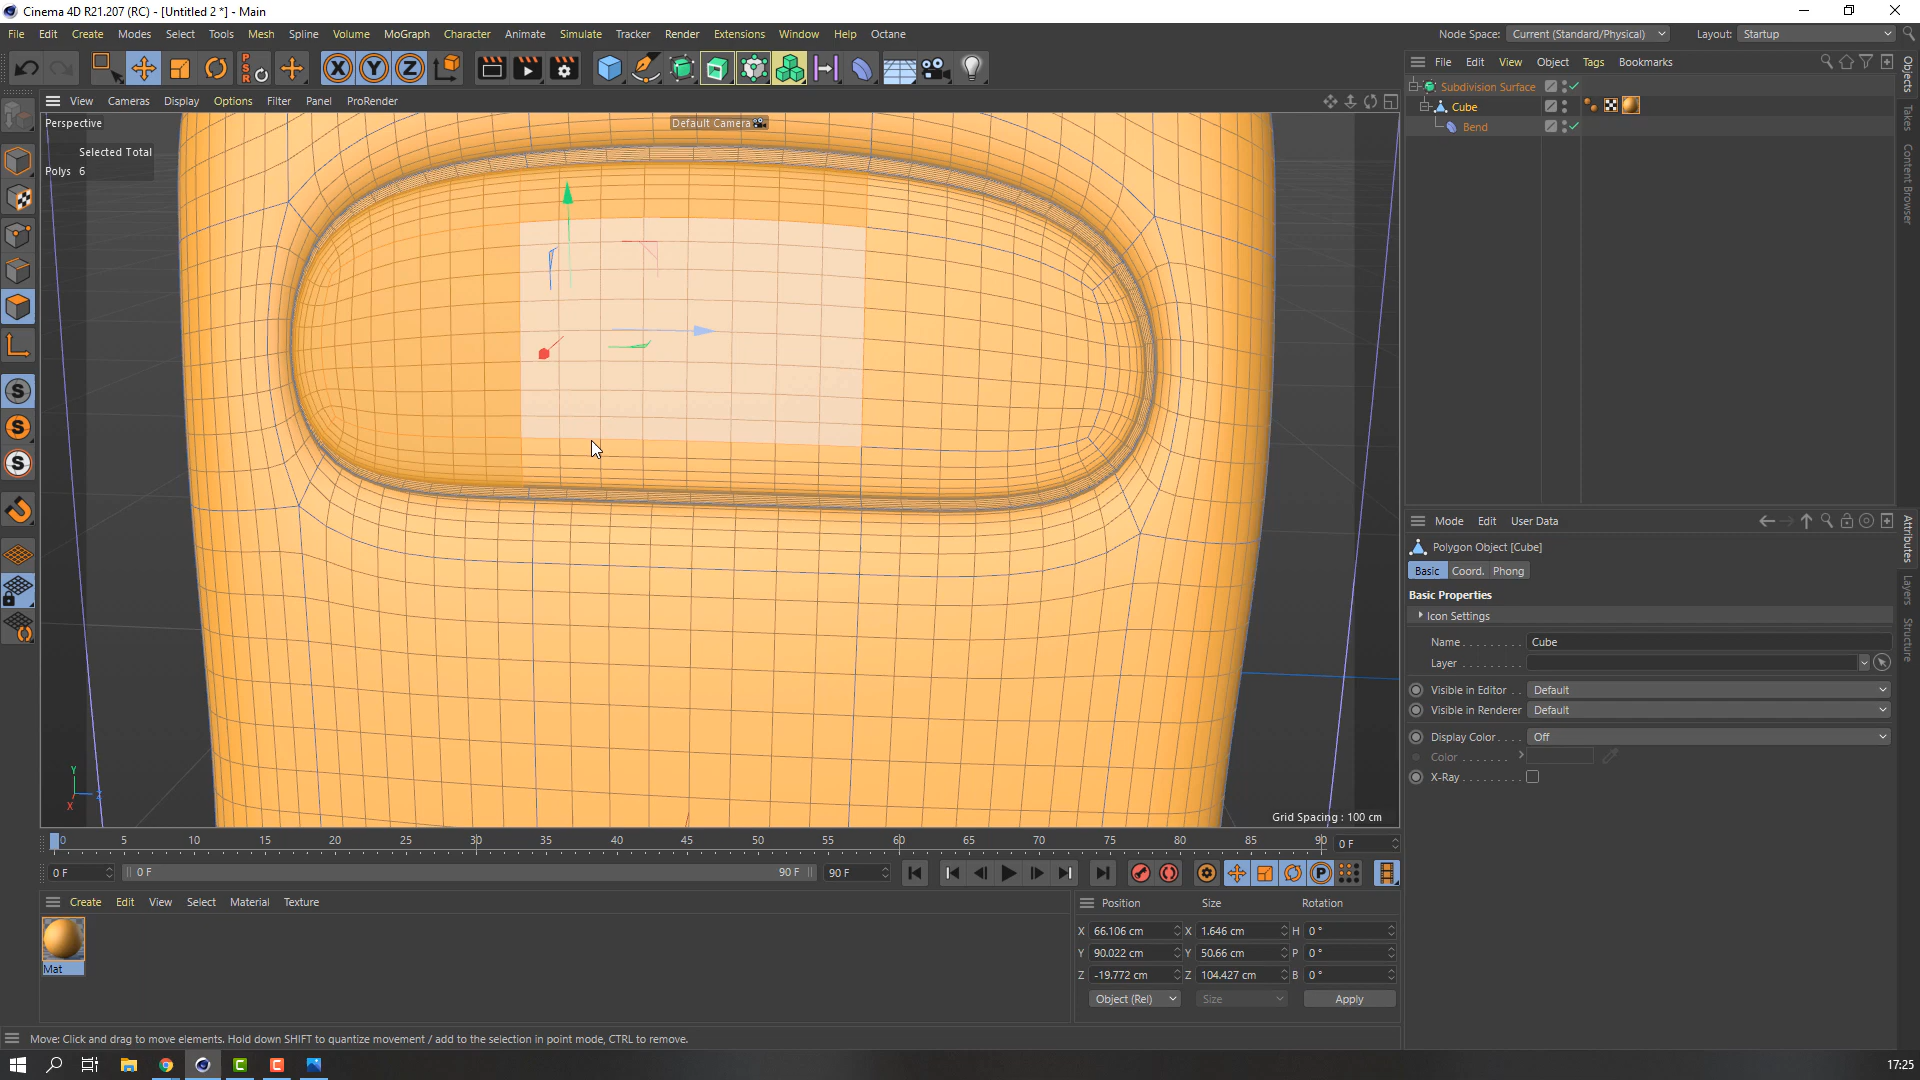 Cinema 4D R21.207 (RC) - [Untitled 2 *] - Main
File Edit Create Modes Select Tools Mesh Spline Volume MoGraph Character Animate Simulate Tracker Render Extensions Window Help Octane
Node Space: Current (Standard/Physical) Layout: Startup
PSR X Y Z
View Cameras Display Options Filter Panel ProRender
File Edit View Object Tags Bookmarks
Perspective
Default Camera
Selected Total
Polys 6
Subdivision Surface
Cube
Bend
Objects
Takes
Content Browser
S
S
S
Y
Z
X
Grid Spacing : 100 cm
Mode Edit User Data
Polygon Object [Cube]
Basic Coord. Phong
Basic Properties
Icon Settings
Name Cube
Layer
Visible in Editor Default
Visible in Renderer Default
Display Color Off
Color
X-Ray
Attributes
Layers
Structure
0 5 10 15 20 25 30 35 40 45 50 55 60 65 70 75 80 85 90 0 F
0 F 0 F 90 F 90 F P
Create Edit View Select Material Texture
Mat
Position Size Rotation
X 66.106 cm X 1.646 cm H 0 °
Y 90.022 cm Y 50.66 cm P 0 °
Z -19.772 cm Z 104.427 cm B 0 °
Object (Rel) Size Apply
Move: Click and drag to move elements. Hold down SHIFT to quantize movement / add to the selection in point mode, CTRL to remove.
C C
17:25